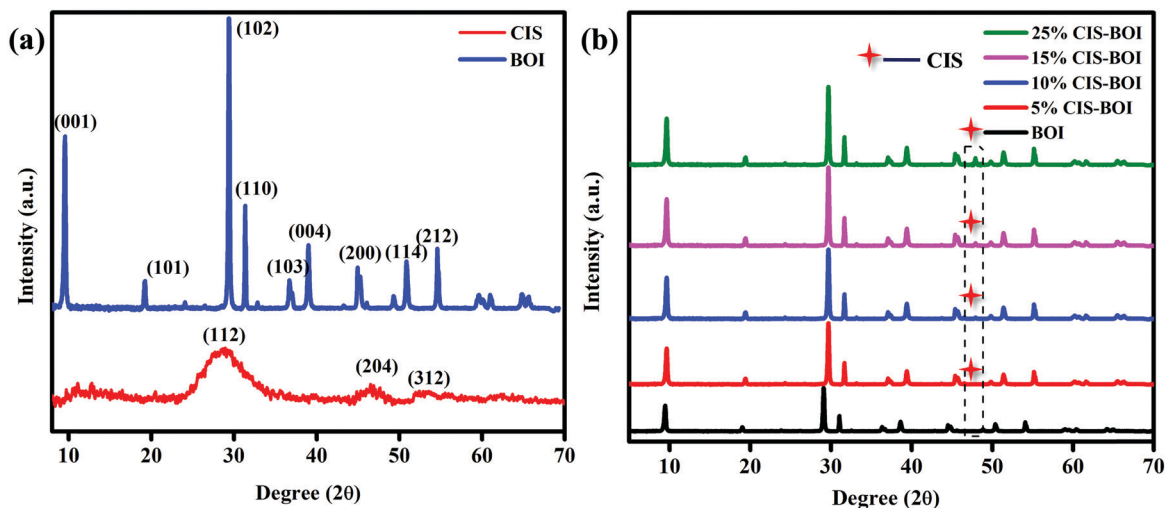 (a)
CIS
BOI
(001)
(101)
(102)
(110)
(103)
(004)
(200)
(114)
(212)
(112)
(204)
(312)
Intensity (a.u.)
10 20 30 40 50 60 70
Degree (2θ)
(b)
CIS
25% CIS-BOI
15% CIS-BOI
10% CIS-BOI
5% CIS-BOI
BOI
Intensity (a.u.)
10 20 30 40 50 60 70
Degree (2θ)